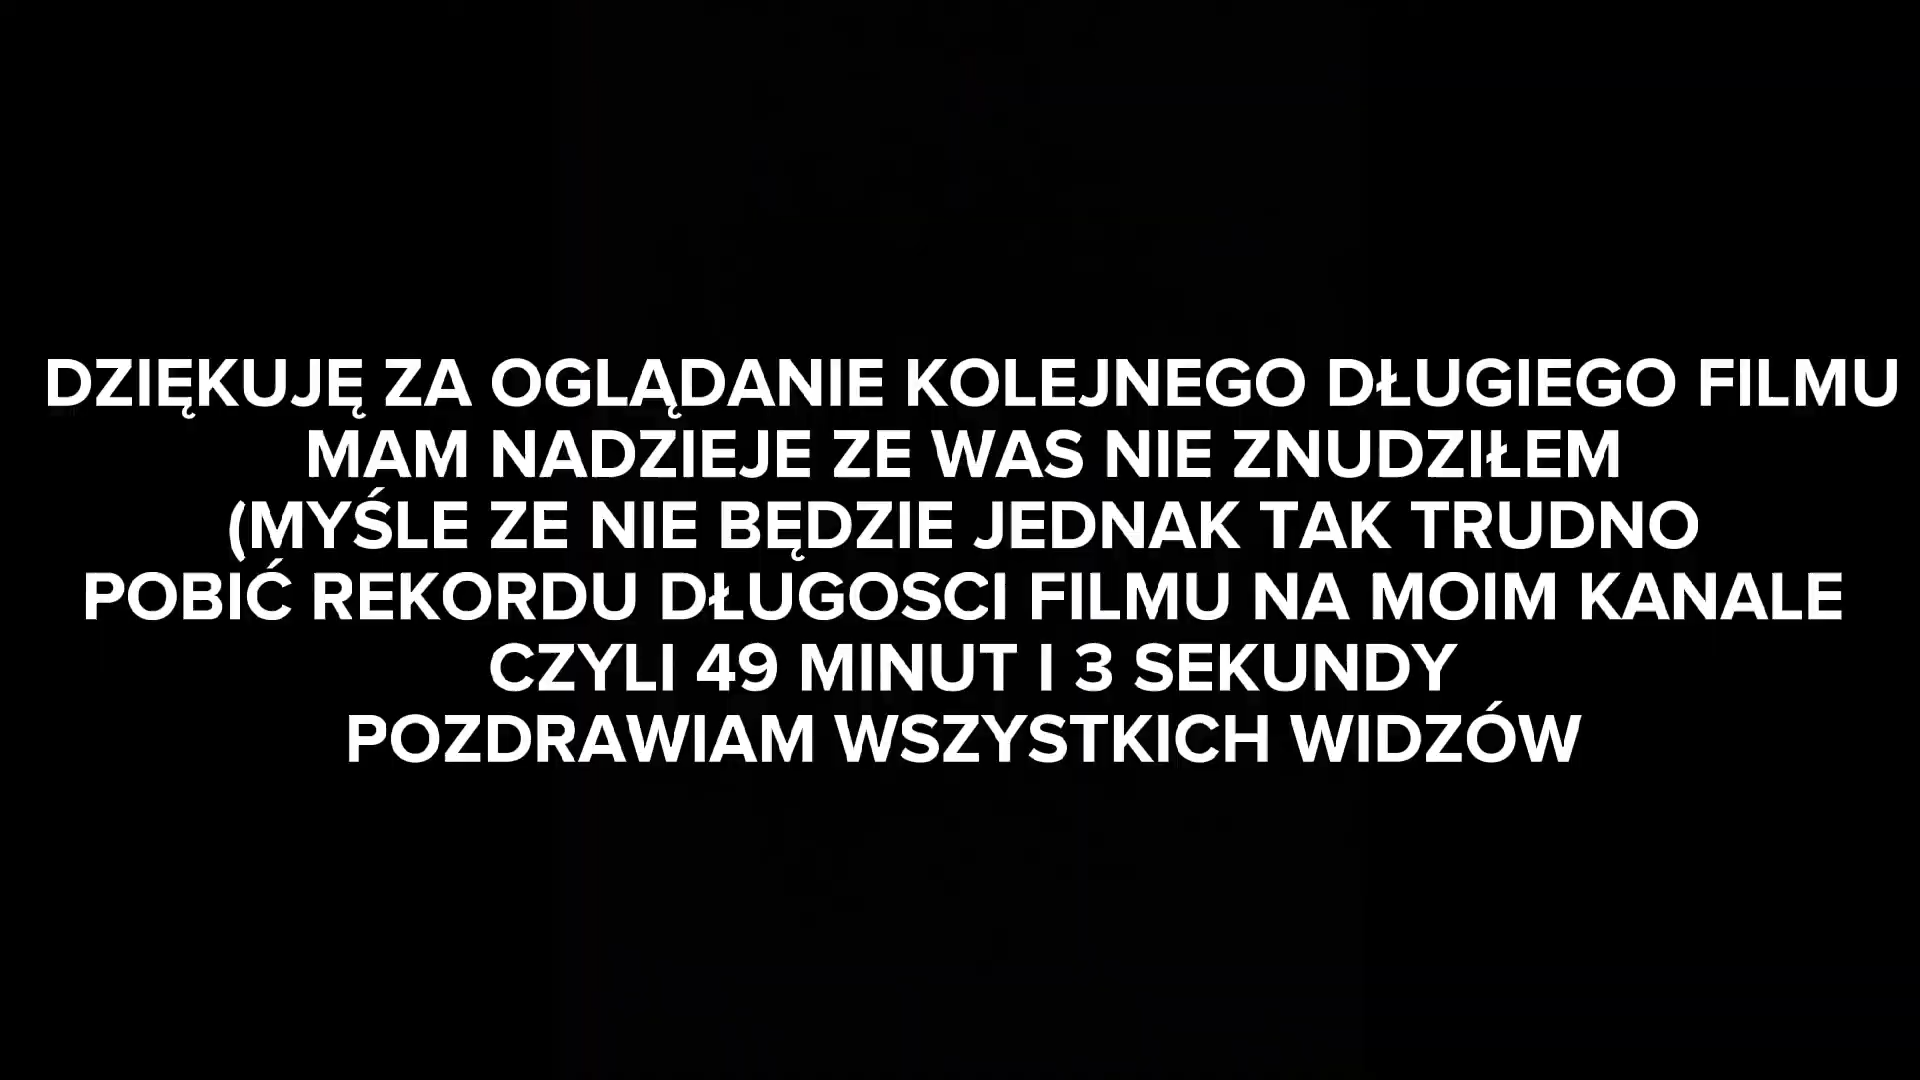 DZIĘKUJĘ ZA OGLĄDANIE KOLEJNEGO DŁUGIEGO FILMU
MAM NADZIEJE ZE WAS NIE ZNUDZIŁEM
(MYŚLE ZE NIE BĘDZIE JEDNAK TAK TRUDNO
POBIĆ REKORDU DŁUGOSCI FILMU NA MOIM KANALE
CZYLI 49 MINUT I 3 SEKUNDY
POZDRAWIAM WSZYSTKICH WIDZÓW